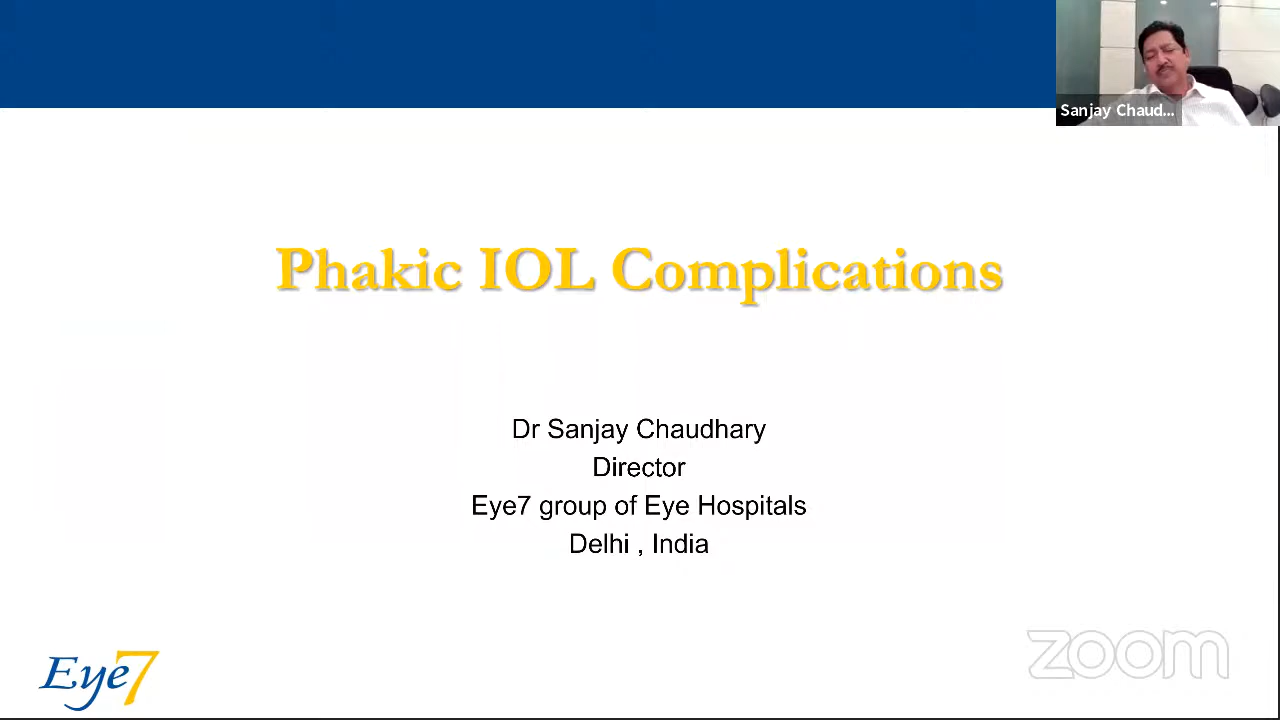 Sanjay Chaud...
Phakic IOL Complications
Dr Sanjay Chaudhary
Director
Eye7 group of Eye Hospitals
Delhi , India
Eye7
zoom